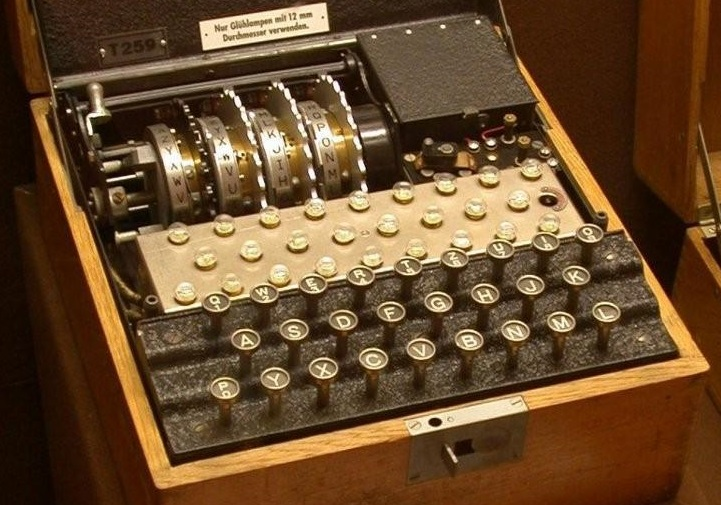 T259
Nur Glühlampen mit 12 mm
Durchmesser verwenden.
Y X W V
Y X W V U
K J I H
P O N M
Q W E R T Z U I O
A S D F G H J K
P Y X C V B N M L